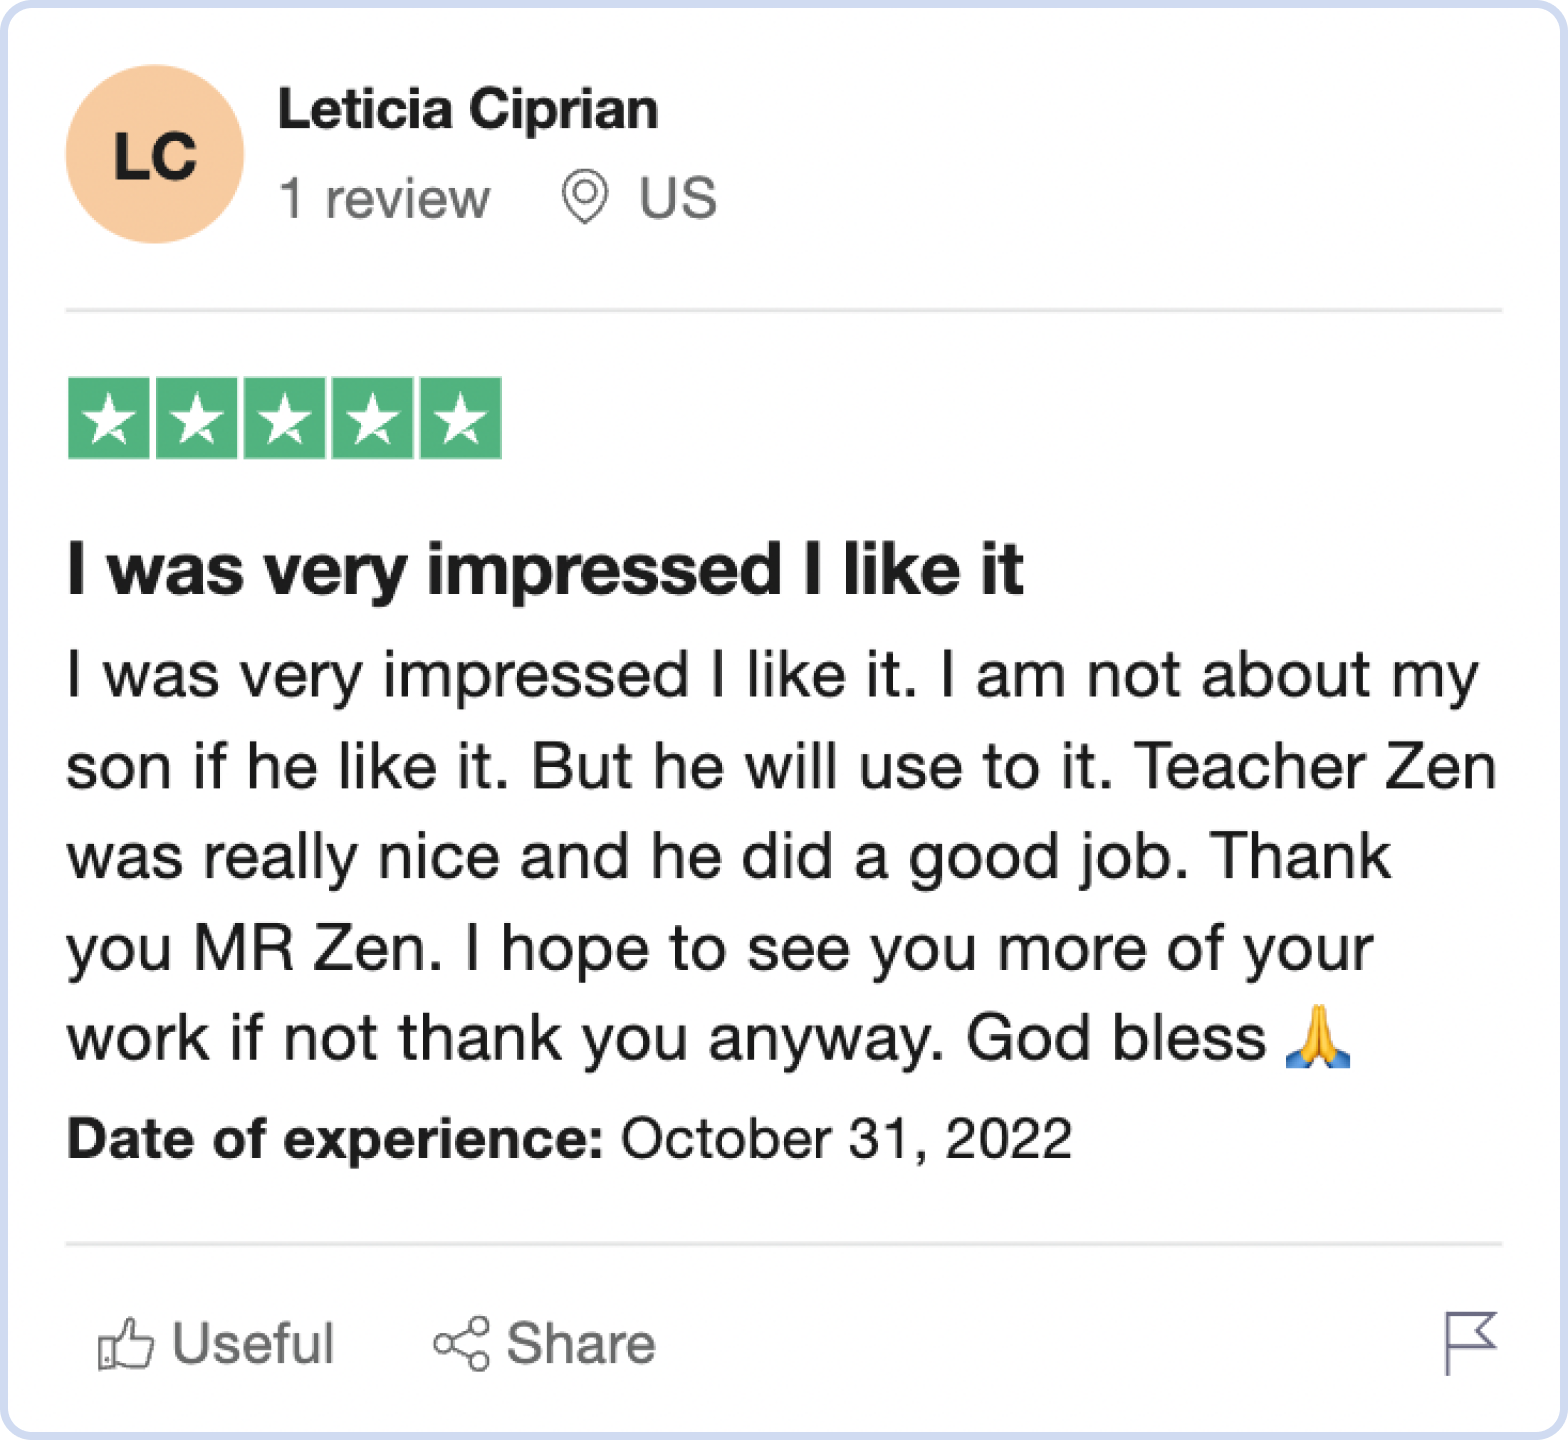 LC
Leticia Ciprian
1 review US
I was very impressed I like it
I was very impressed I like it. I am not about my
son if he like it. But he will use to it. Teacher Zen
was really nice and he did a good job. Thank
you MR Zen. I hope to see you more of your
work if not thank you anyway. God bless 🙏
Date of experience: October 31, 2022
Useful Share